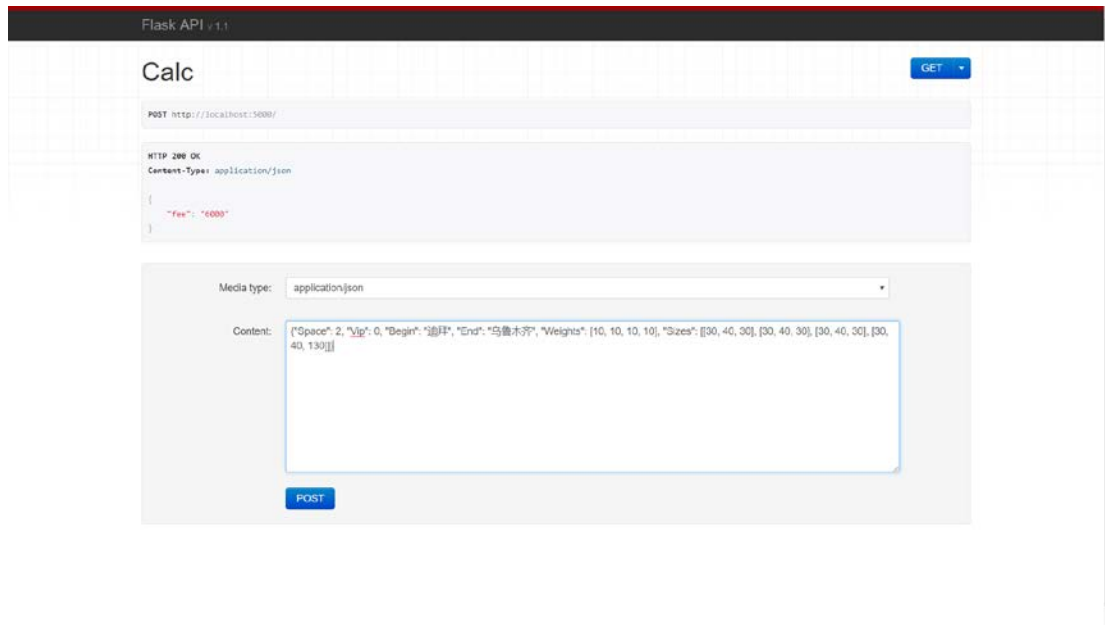 Flask API v 1.1
Calc
GET
POST http://localhost:5000/
HTTP 200 OK
Content-Type: application/json
{
"fee": "6000"
}
Media type:
application/json
Content:
{"Space": 2, "Vip": 0, "Begin": "迪拜", "End": "乌鲁木齐", "Weights": [10, 10, 10, 10], "Sizes": [[30, 40, 30], [30, 40, 30], [30, 40, 30], [30,
40, 130]]}
POST